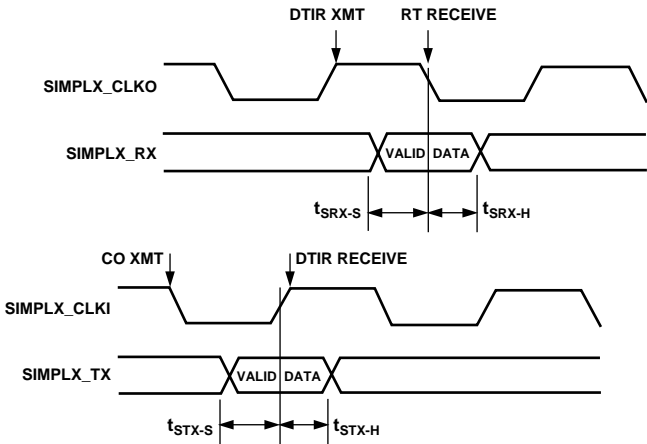 DTIR XMT RT RECEIVE
SIMPLX_CLKO
SIMPLX_RX VALID DATA
tSRX-S tSRX-H
CO XMT DTIR RECEIVE
SIMPLX_CLKI
SIMPLX_TX VALID DATA
tSTX-S tSTX-H